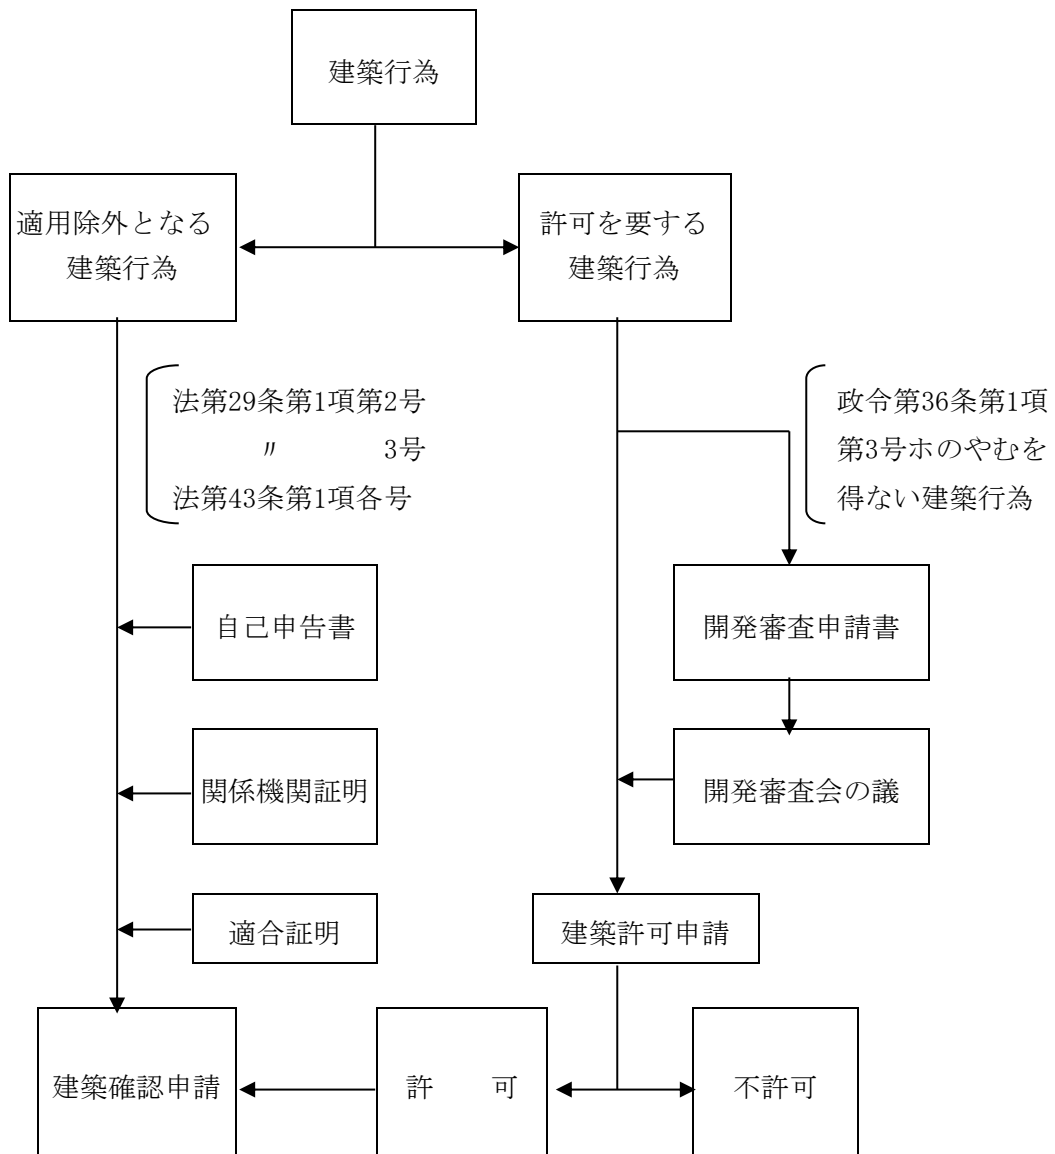 建築行為
適用除外となる
建築行為
許可を要する
建築行為
法第29条第1項第2号
〃 3号
法第43条第1項各号
政令第36条第1項
第3号ホのやむを
得ない建築行為
自己申告書
開発審査申請書
関係機関証明
開発審査会の議
適合証明
建築許可申請
建築確認申請
許 可
不許可